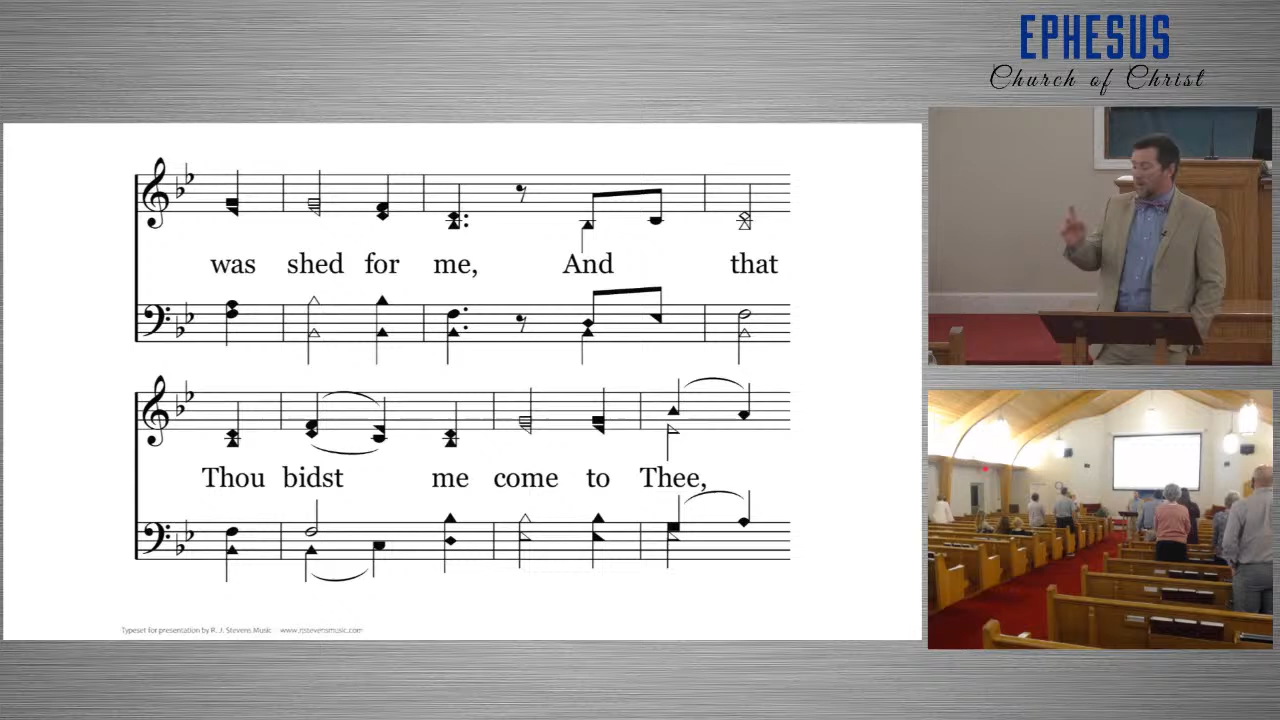 EPHESUS
Church of Christ
was shed for me, And that
Thou bidst me come to Thee,
Typeset for presentation by R. J. Stevens Music www.rjstevensmusic.com